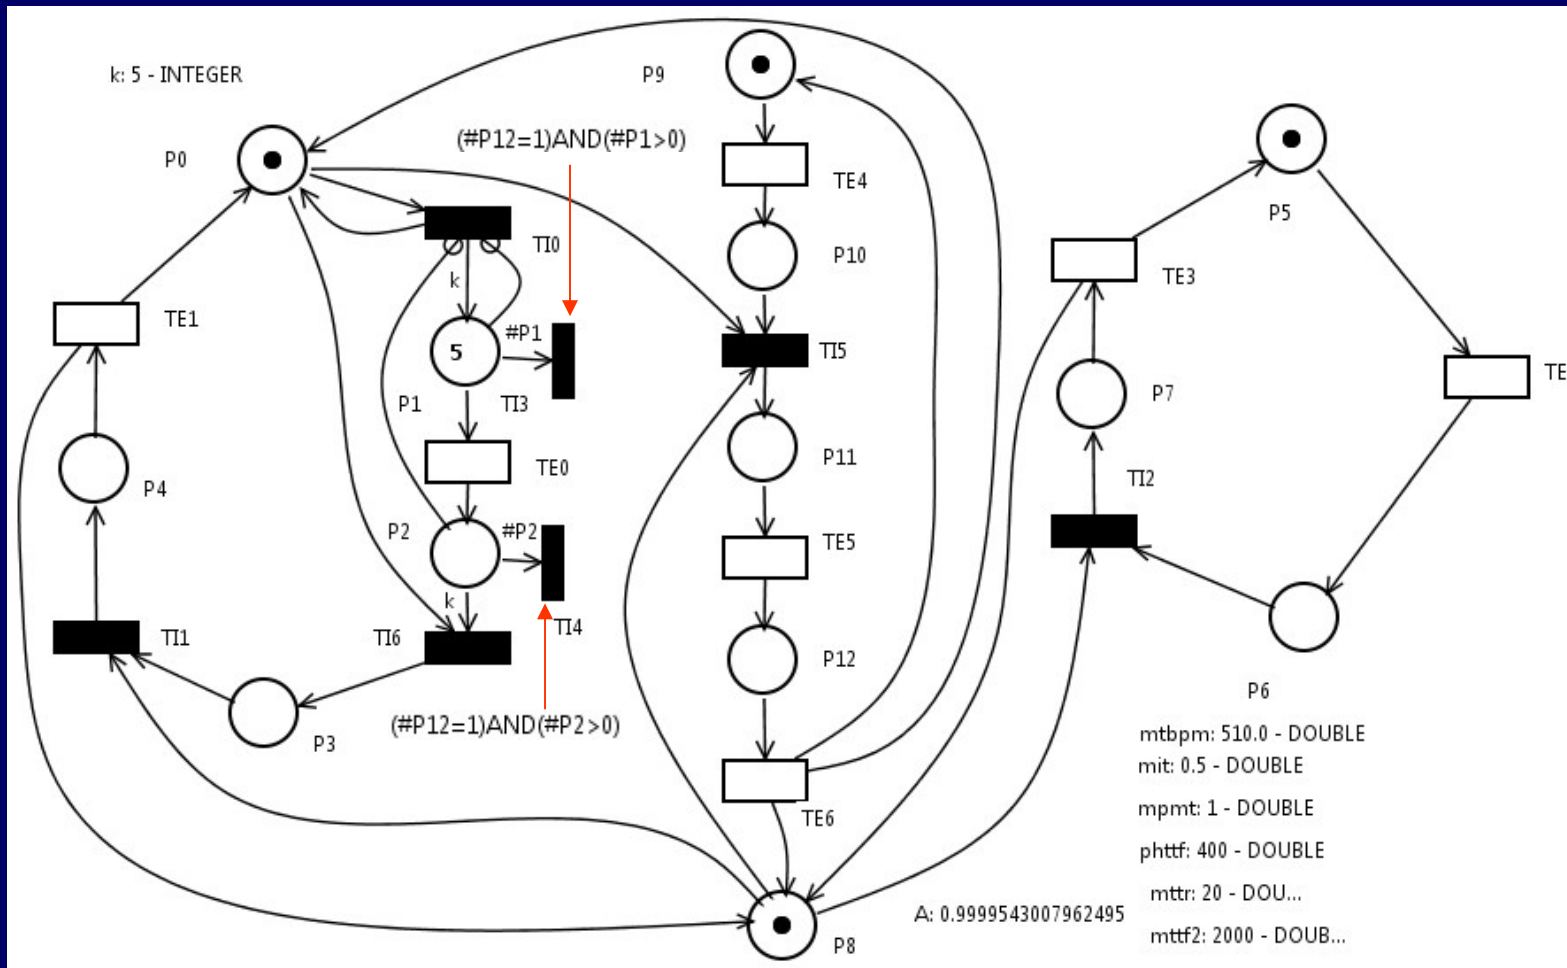 k: 5 - INTEGER
P9
(#P12=1)AND(#P1>0)
P0
TE4
P5
TI0
P10
TE3
k
TE1
#P1
TI5
5
TE
P1
TI3
P7
P11
TE0
P4
TI2
P2
#P2
TE5
k
TI1
TI6
TI4
P12
P6
(#P12=1)AND(#P2>0)
P3
mtbpm: 510.0 - DOUBLE
mit: 0.5 - DOUBLE
mpmt: 1 - DOUBLE
TE6
phttf: 400 - DOUBLE
mttr: 20 - DOU...
A: 0.9999543007962495
mttf2: 2000 - DOUB...
P8